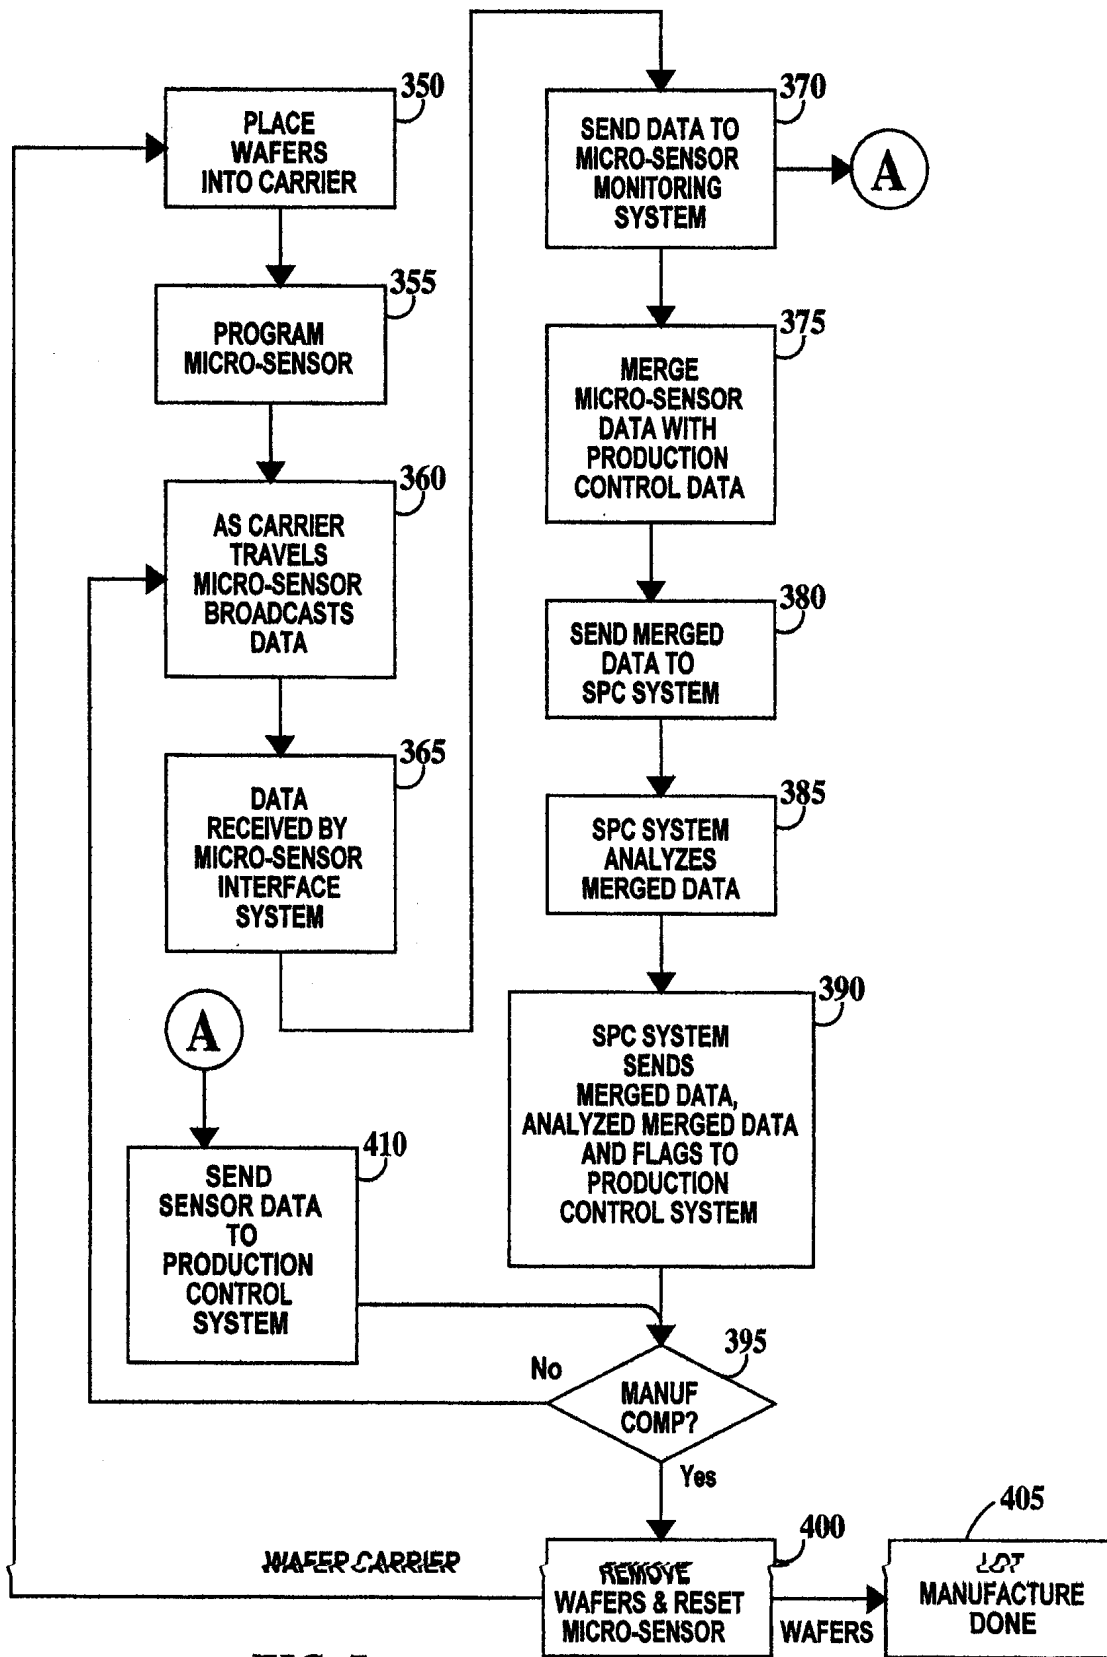 350
PLACE
WAFERS
INTO CARRIER
355
PROGRAM
MICRO-SENSOR
360
AS CARRIER
TRAVELS
MICRO-SENSOR
BROADCASTS
DATA
365
DATA
RECEIVED BY
MICRO-SENSOR
INTERFACE
SYSTEM
370
SEND DATA TO
MICRO-SENSOR
MONITORING
SYSTEM
A
375
MERGE
MICRO-SENSOR
DATA WITH
PRODUCTION
CONTROL DATA
380
SEND MERGED
DATA TO
SPC SYSTEM
385
SPC SYSTEM
ANALYZES
MERGED DATA
390
SPC SYSTEM
SENDS
MERGED DATA,
ANALYZED MERGED DATA
AND FLAGS TO
PRODUCTION
CONTROL SYSTEM
A
410
SEND
SENSOR DATA
TO
PRODUCTION
CONTROL
SYSTEM
395
MANUF
COMP?
No
Yes
400
REMOVE
WAFERS & RESET
MICRO-SENSOR
WAFER CARRIER
WAFERS
405
LOT
MANUFACTURE
DONE